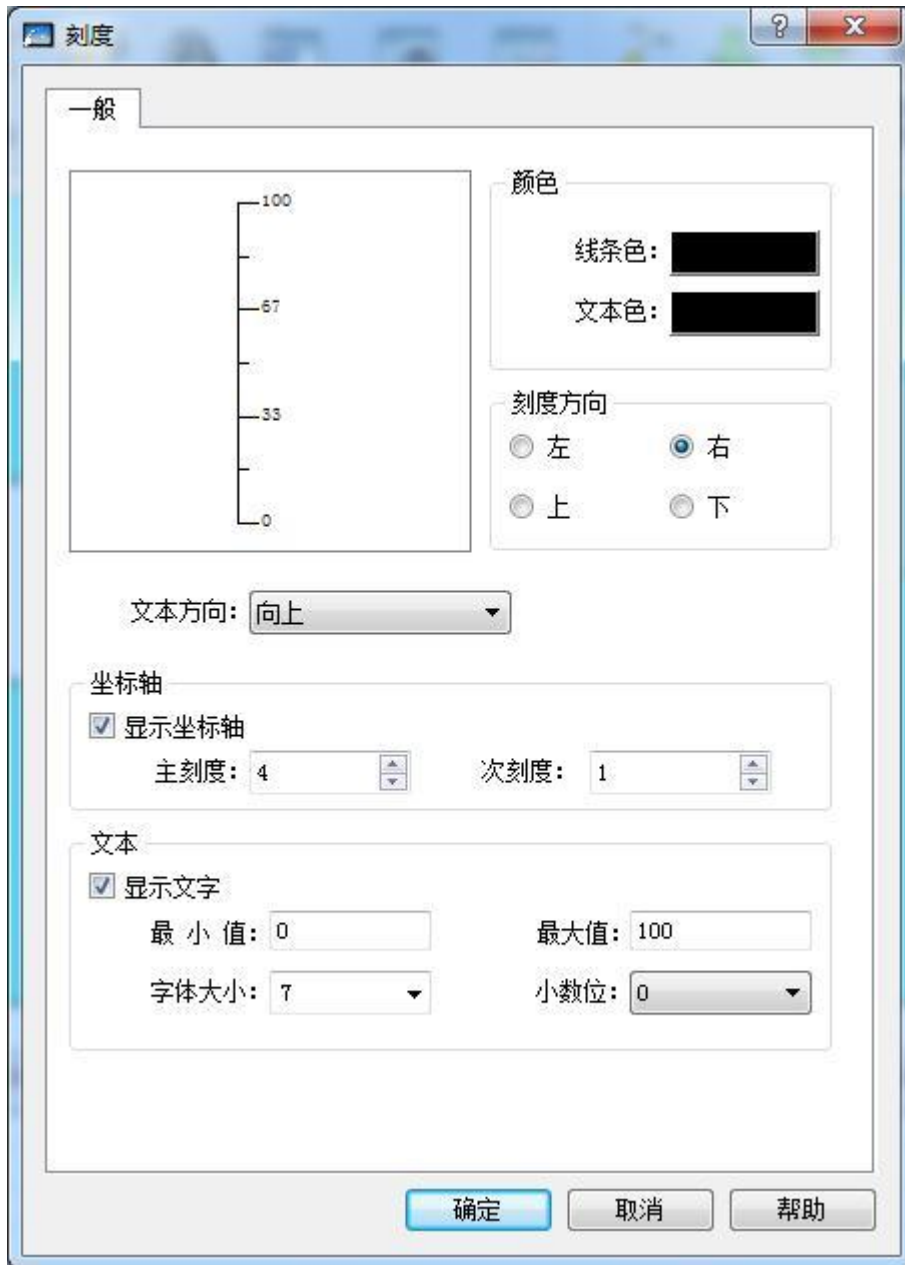 刻度
?
一般
100
67
33
0
颜色
线条色:
文本色:
刻度方向
左 右
上 下
文本方向: 向上
坐标轴
显示坐标轴
主刻度: 4 次刻度: 1
文本
显示文字
最 小 值: 0 最大值: 100
字体大小: 7 小数位: 0
确定 取消 帮助